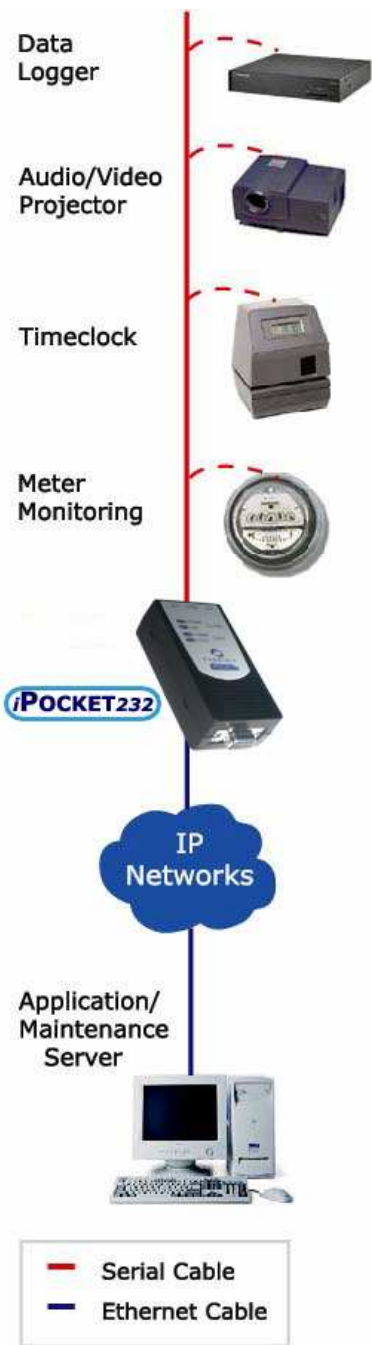 Data
Logger
Audio/Video
Projector
Timeclock
Meter
Monitoring
iPOCKET232
IP
Networks
Application/
Maintenance
Server
Serial Cable
Ethernet Cable